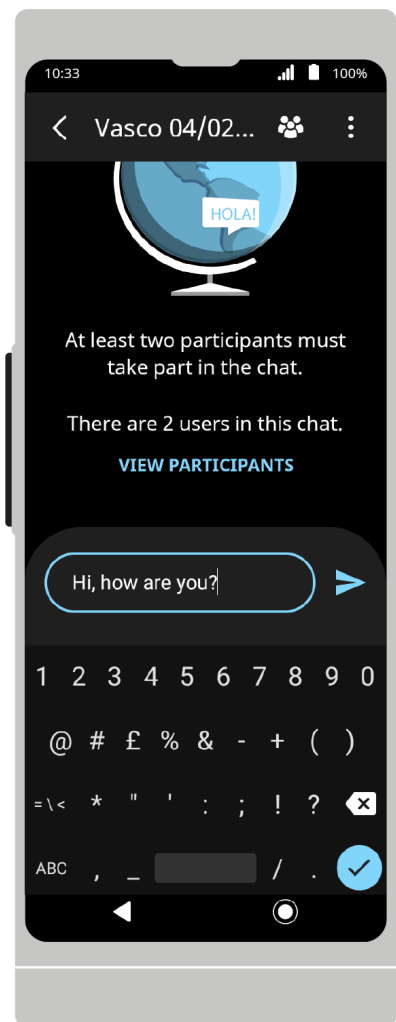 10:33 100%
Vasco 04/02...
HOLA!
At least two participants must
take part in the chat.
There are 2 users in this chat.
VIEW PARTICIPANTS
Hi, how are you?
1 2 3 4 5 6 7 8 9 0
@ # £ % & - + ( )
= \ < * " ' : ; ! ?
ABC , _ / .